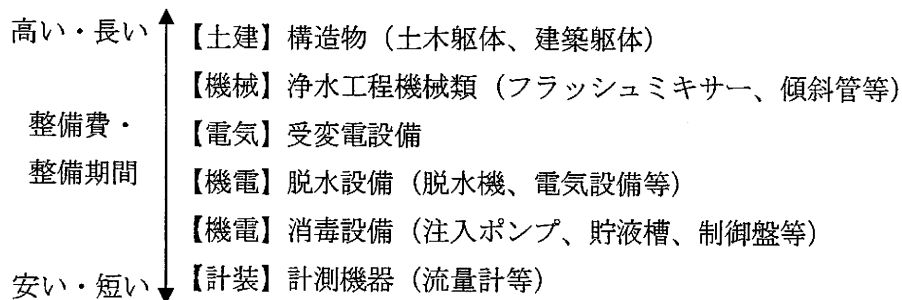 高い・長い
【土建】構造物（土木躯体、建築躯体）
【機械】浄水工程機械類（フラッシュミキサー、傾斜管等）
整備費・
【電気】受変電設備
整備期間
【機電】脱水設備（脱水機、電気設備等）
【機電】消毒設備（注入ポンプ、貯液槽、制御盤等）
安い・短い
【計装】計測機器（流量計等）